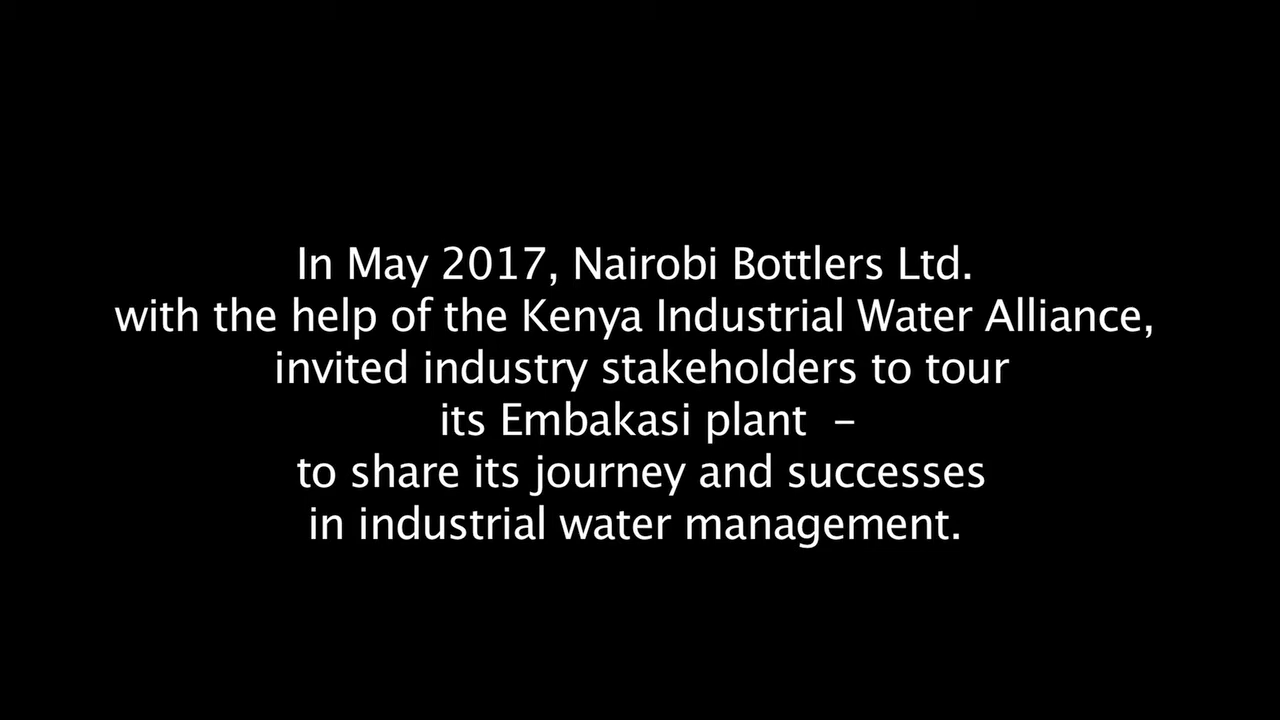 In May 2017, Nairobi Bottlers Ltd.
with the help of the Kenya Industrial Water Alliance,
invited industry stakeholders to tour
its Embakasi plant –
to share its journey and successes
in industrial water management.